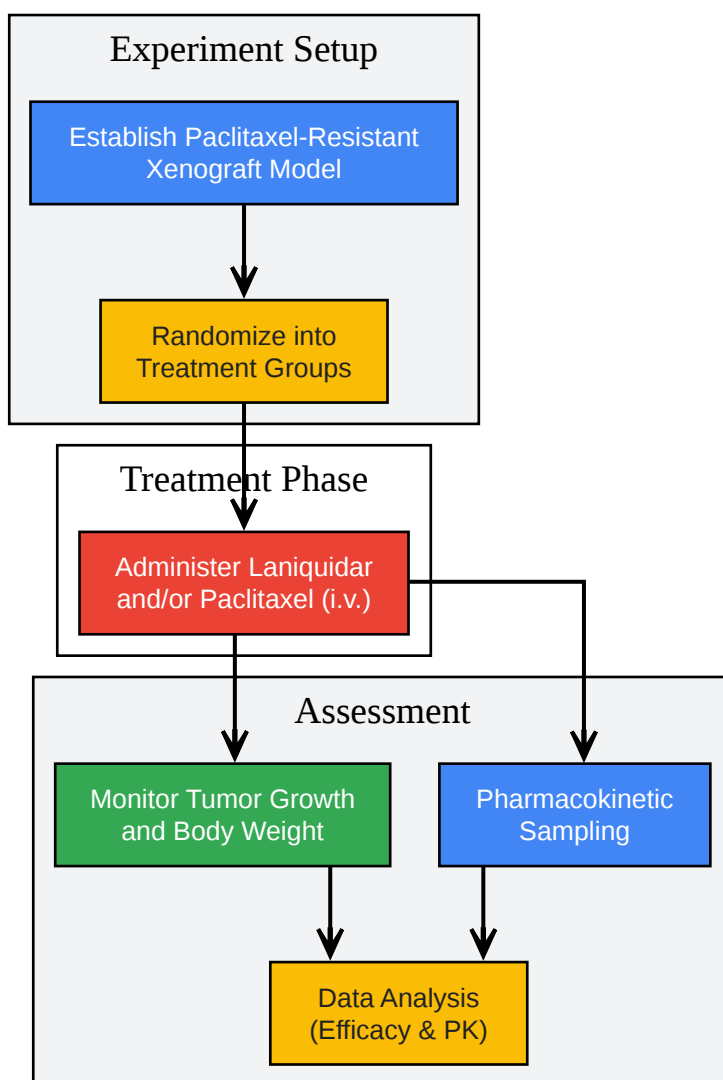 Experiment Setup
Establish Paclitaxel-Resistant
Xenograft Model
Randomize into
Treatment Groups
Treatment Phase
Administer Laniquidar
and/or Paclitaxel (i.v.)
Assessment
Monitor Tumor Growth
and Body Weight
Pharmacokinetic
Sampling
Data Analysis
(Efficacy & PK)